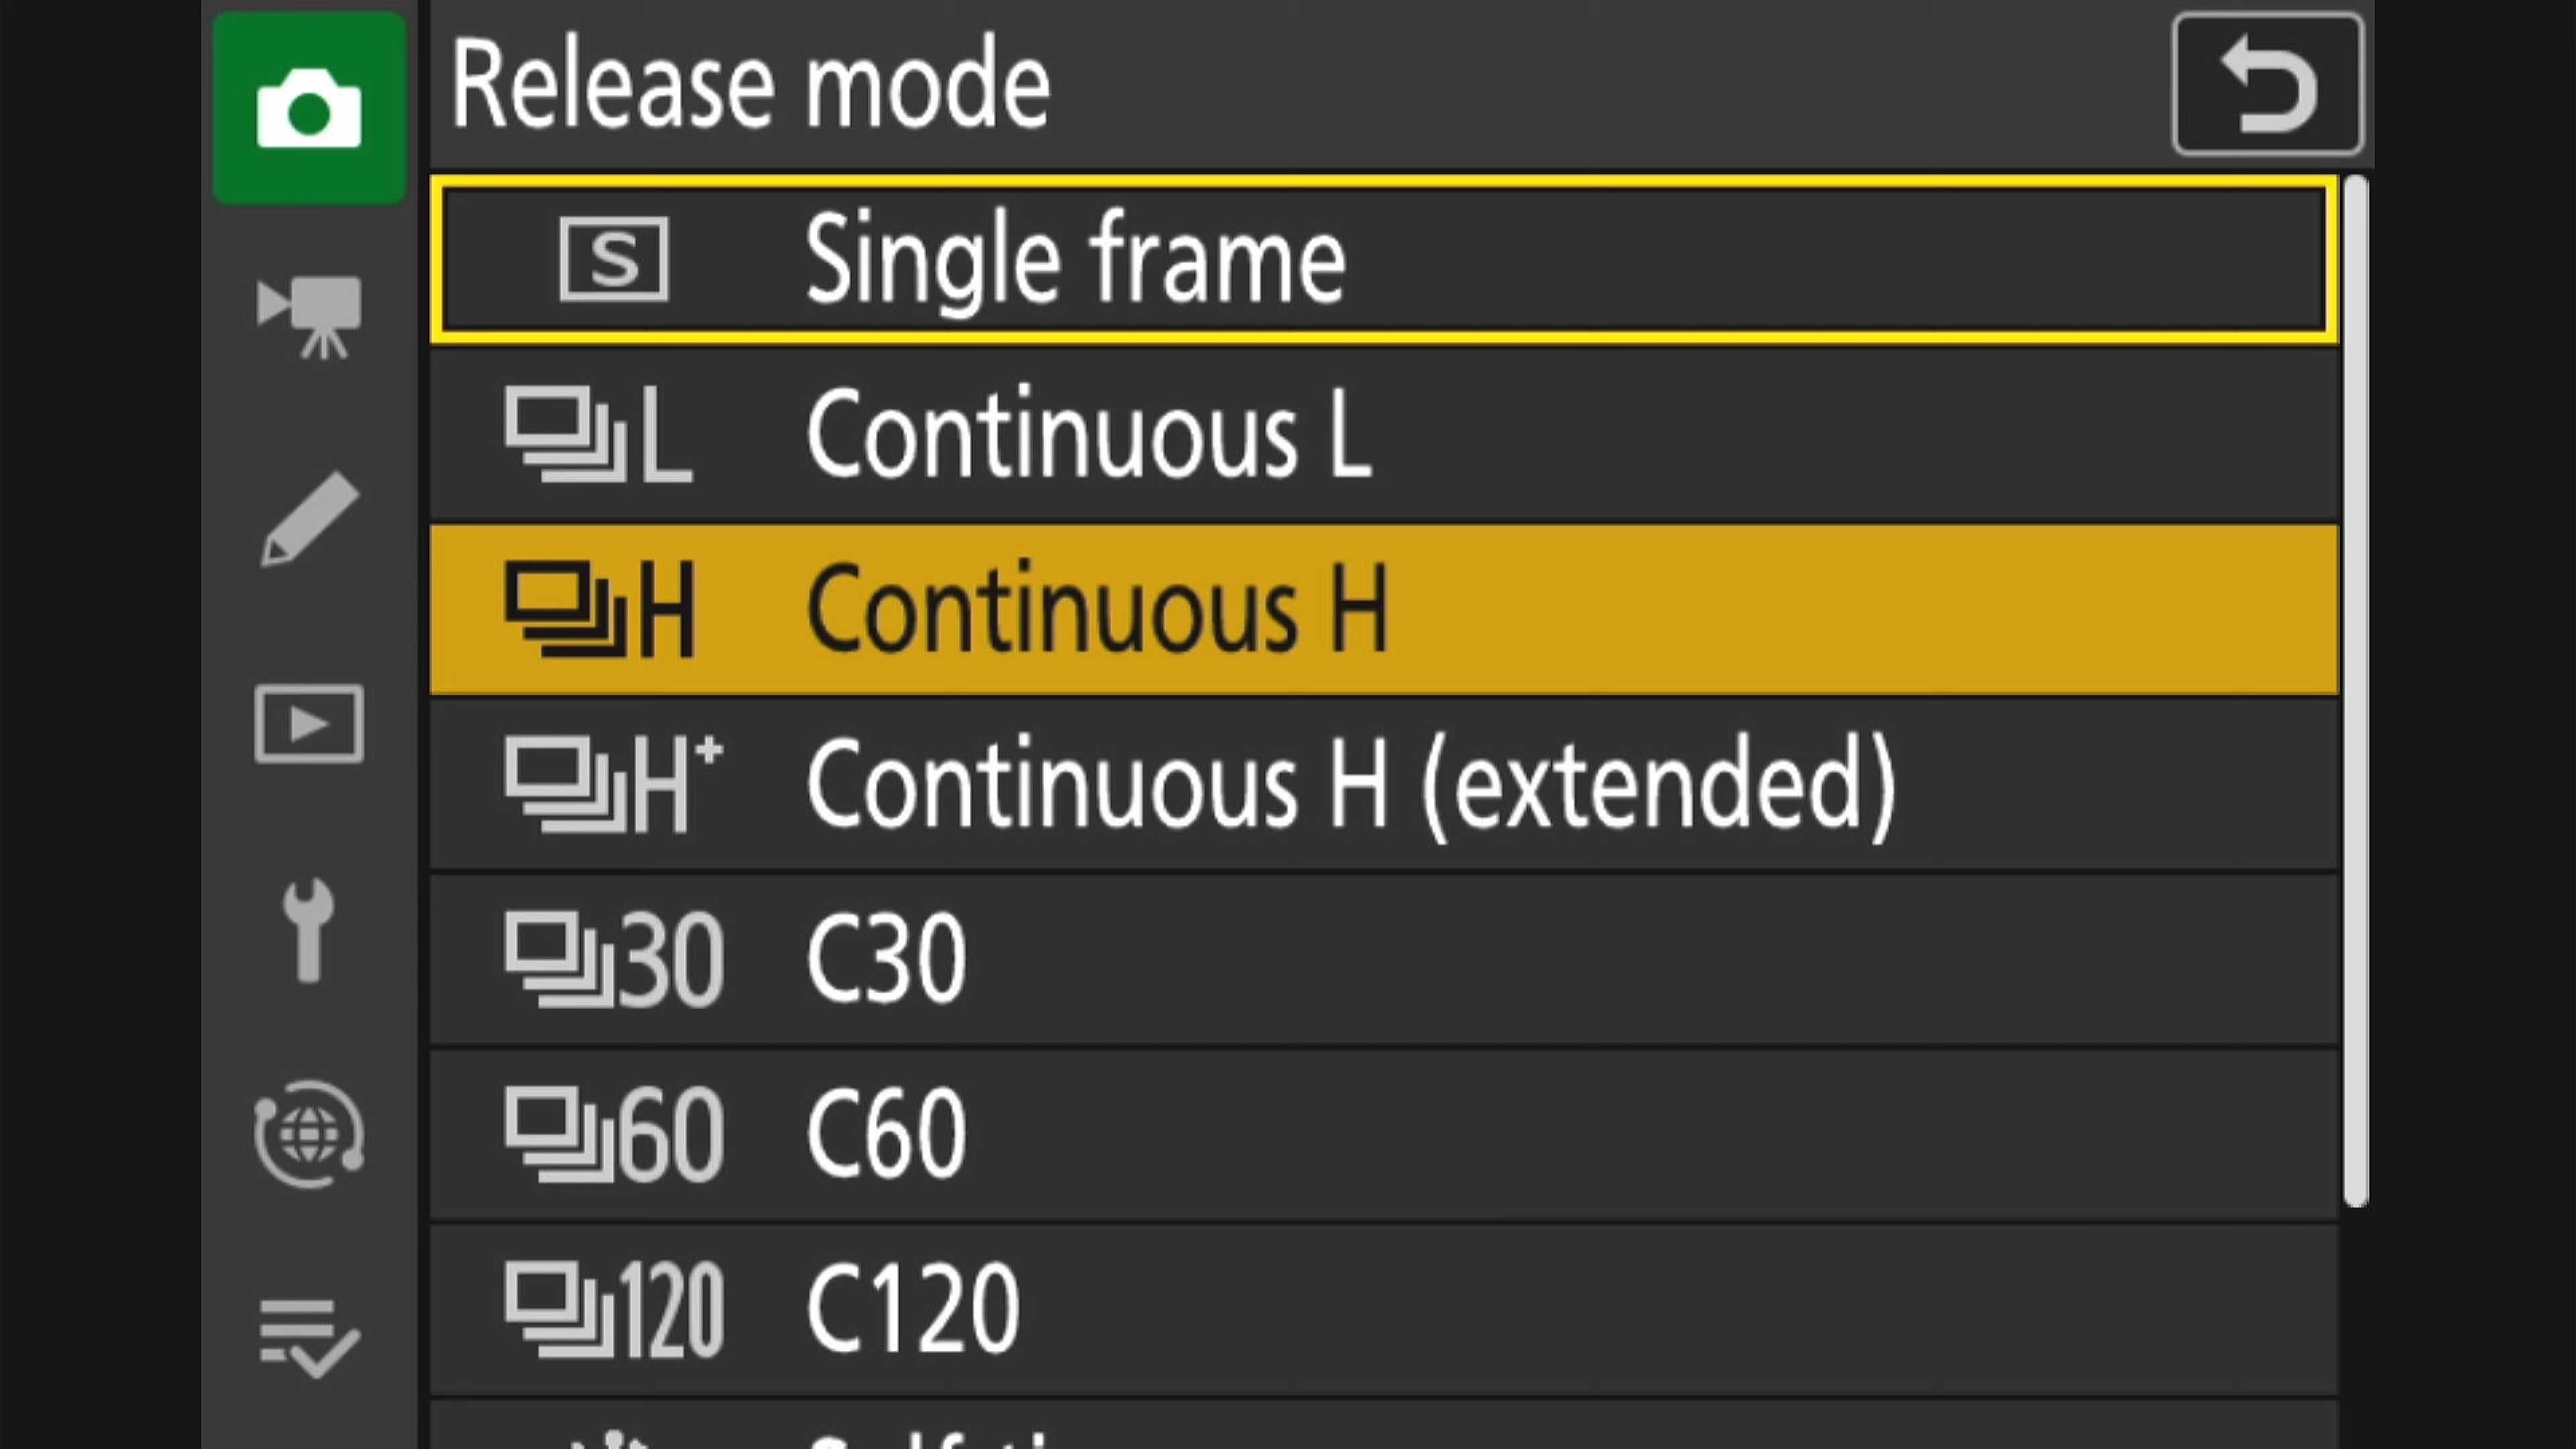 Release mode
S Single frame
L Continuous L
H Continuous H
H+ Continuous H (extended)
30 C30
60 C60
120 C120